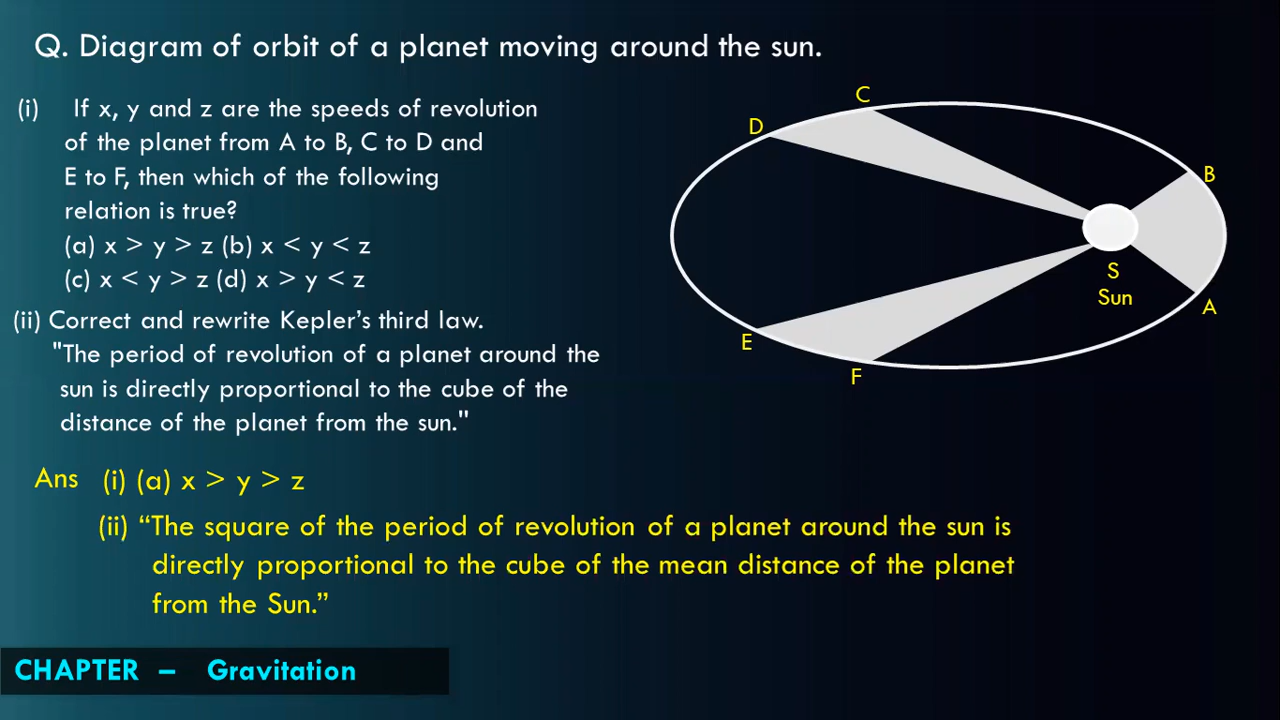 Q. Diagram of orbit of a planet moving around the sun.
(i) If x, y and z are the speeds of revolution
of the planet from A to B, C to D and
E to F, then which of the following
relation is true?
(a) x > y > z (b) x < y < z
(c) x < y > z (d) x > y < z
(ii) Correct and rewrite Kepler’s third law.
"The period of revolution of a planet around the
sun is directly proportional to the cube of the
distance of the planet from the sun."
C
D
B
S
Sun
A
E
F
Ans (i) (a) x > y > z
(ii) “The square of the period of revolution of a planet around the sun is
directly proportional to the cube of the mean distance of the planet
from the Sun.”
CHAPTER – Gravitation